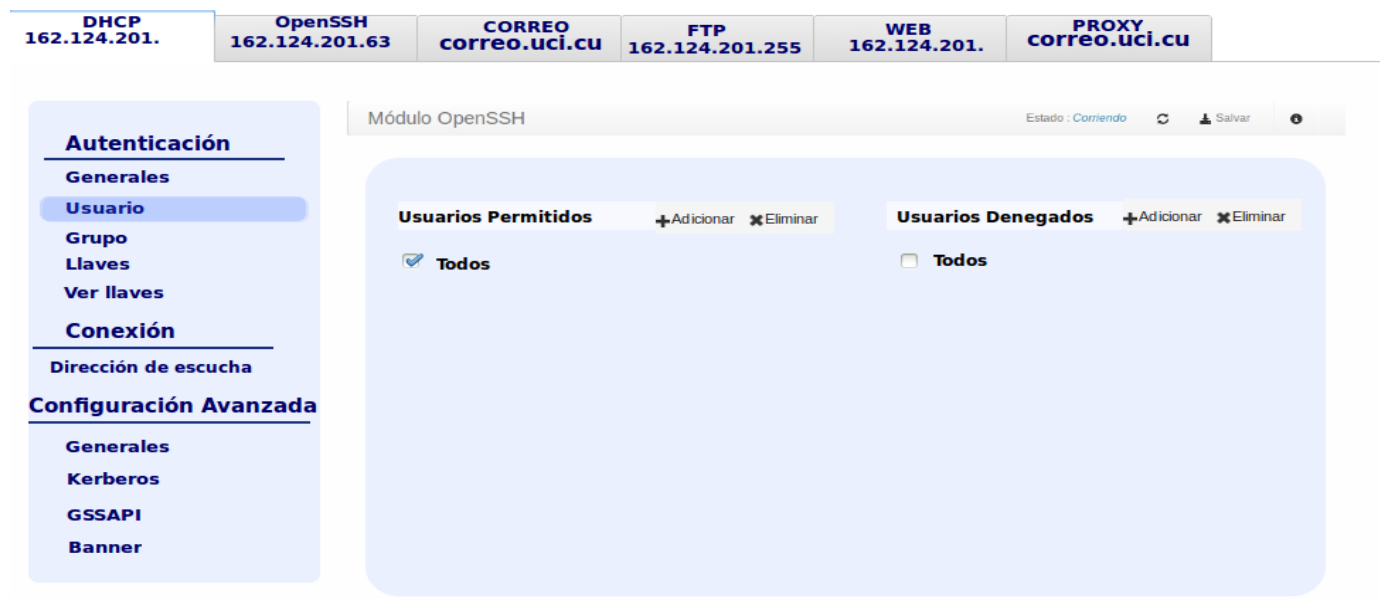 DHCP
162.124.201.
OpenSSH
162.124.201.63
CORREO
correo.uci.cu
FTP
162.124.201.255
WEB
162.124.201.
PROXY
correo.uci.cu
Autenticación
Generales
Usuario
Grupo
Llaves
Ver llaves
Conexión
Dirección de escucha
Configuración Avanzada
Generales
Kerberos
GSSAPI
Banner
Módulo OpenSSH
Estado : Corriendo
Salvar
Usuarios Permitidos
Adicionar
Eliminar
Todos
Usuarios Denegados
Adicionar
Eliminar
Todos